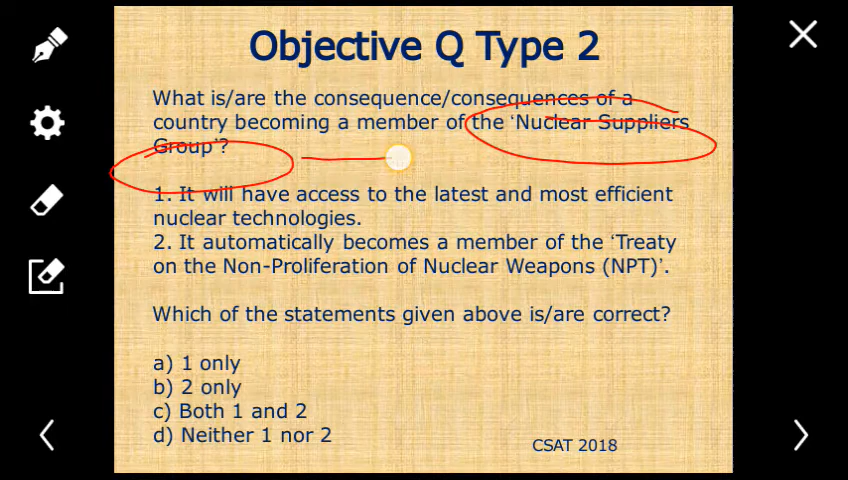 Objective Q Type 2
What is/are the consequence/consequences of a
country becoming a member of the ‘Nuclear Suppliers
Group’?
1. It will have access to the latest and most efficient
nuclear technologies.
2. It automatically becomes a member of the ‘Treaty
on the Non-Proliferation of Nuclear Weapons (NPT)’.
Which of the statements given above is/are correct?
a) 1 only
b) 2 only
c) Both 1 and 2
d) Neither 1 nor 2
CSAT 2018